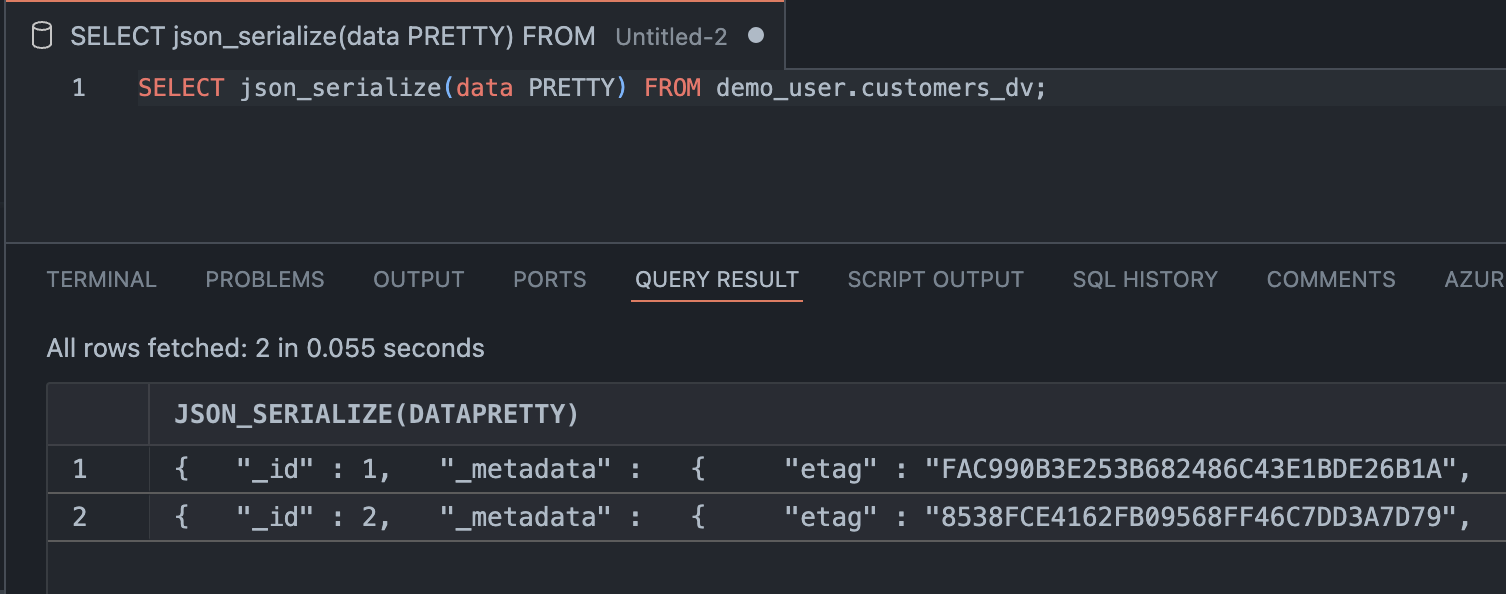 SELECT json_serialize(data PRETTY) FROM Untitled-2
1 SELECT json_serialize(data PRETTY) FROM demo_user.customers_dv;
TERMINAL PROBLEMS OUTPUT PORTS QUERY RESULT SCRIPT OUTPUT SQL HISTORY COMMENTS AZUR
All rows fetched: 2 in 0.055 seconds
JSON_SERIALIZE(DATAPRETTY)
1 { "_id" : 1, "_metadata" : { "etag" : "FAC990B3E253B682486C43E1BDE26B1A",
2 { "_id" : 2, "_metadata" : { "etag" : "8538FCE4162FB09568FF46C7DD3A7D79",